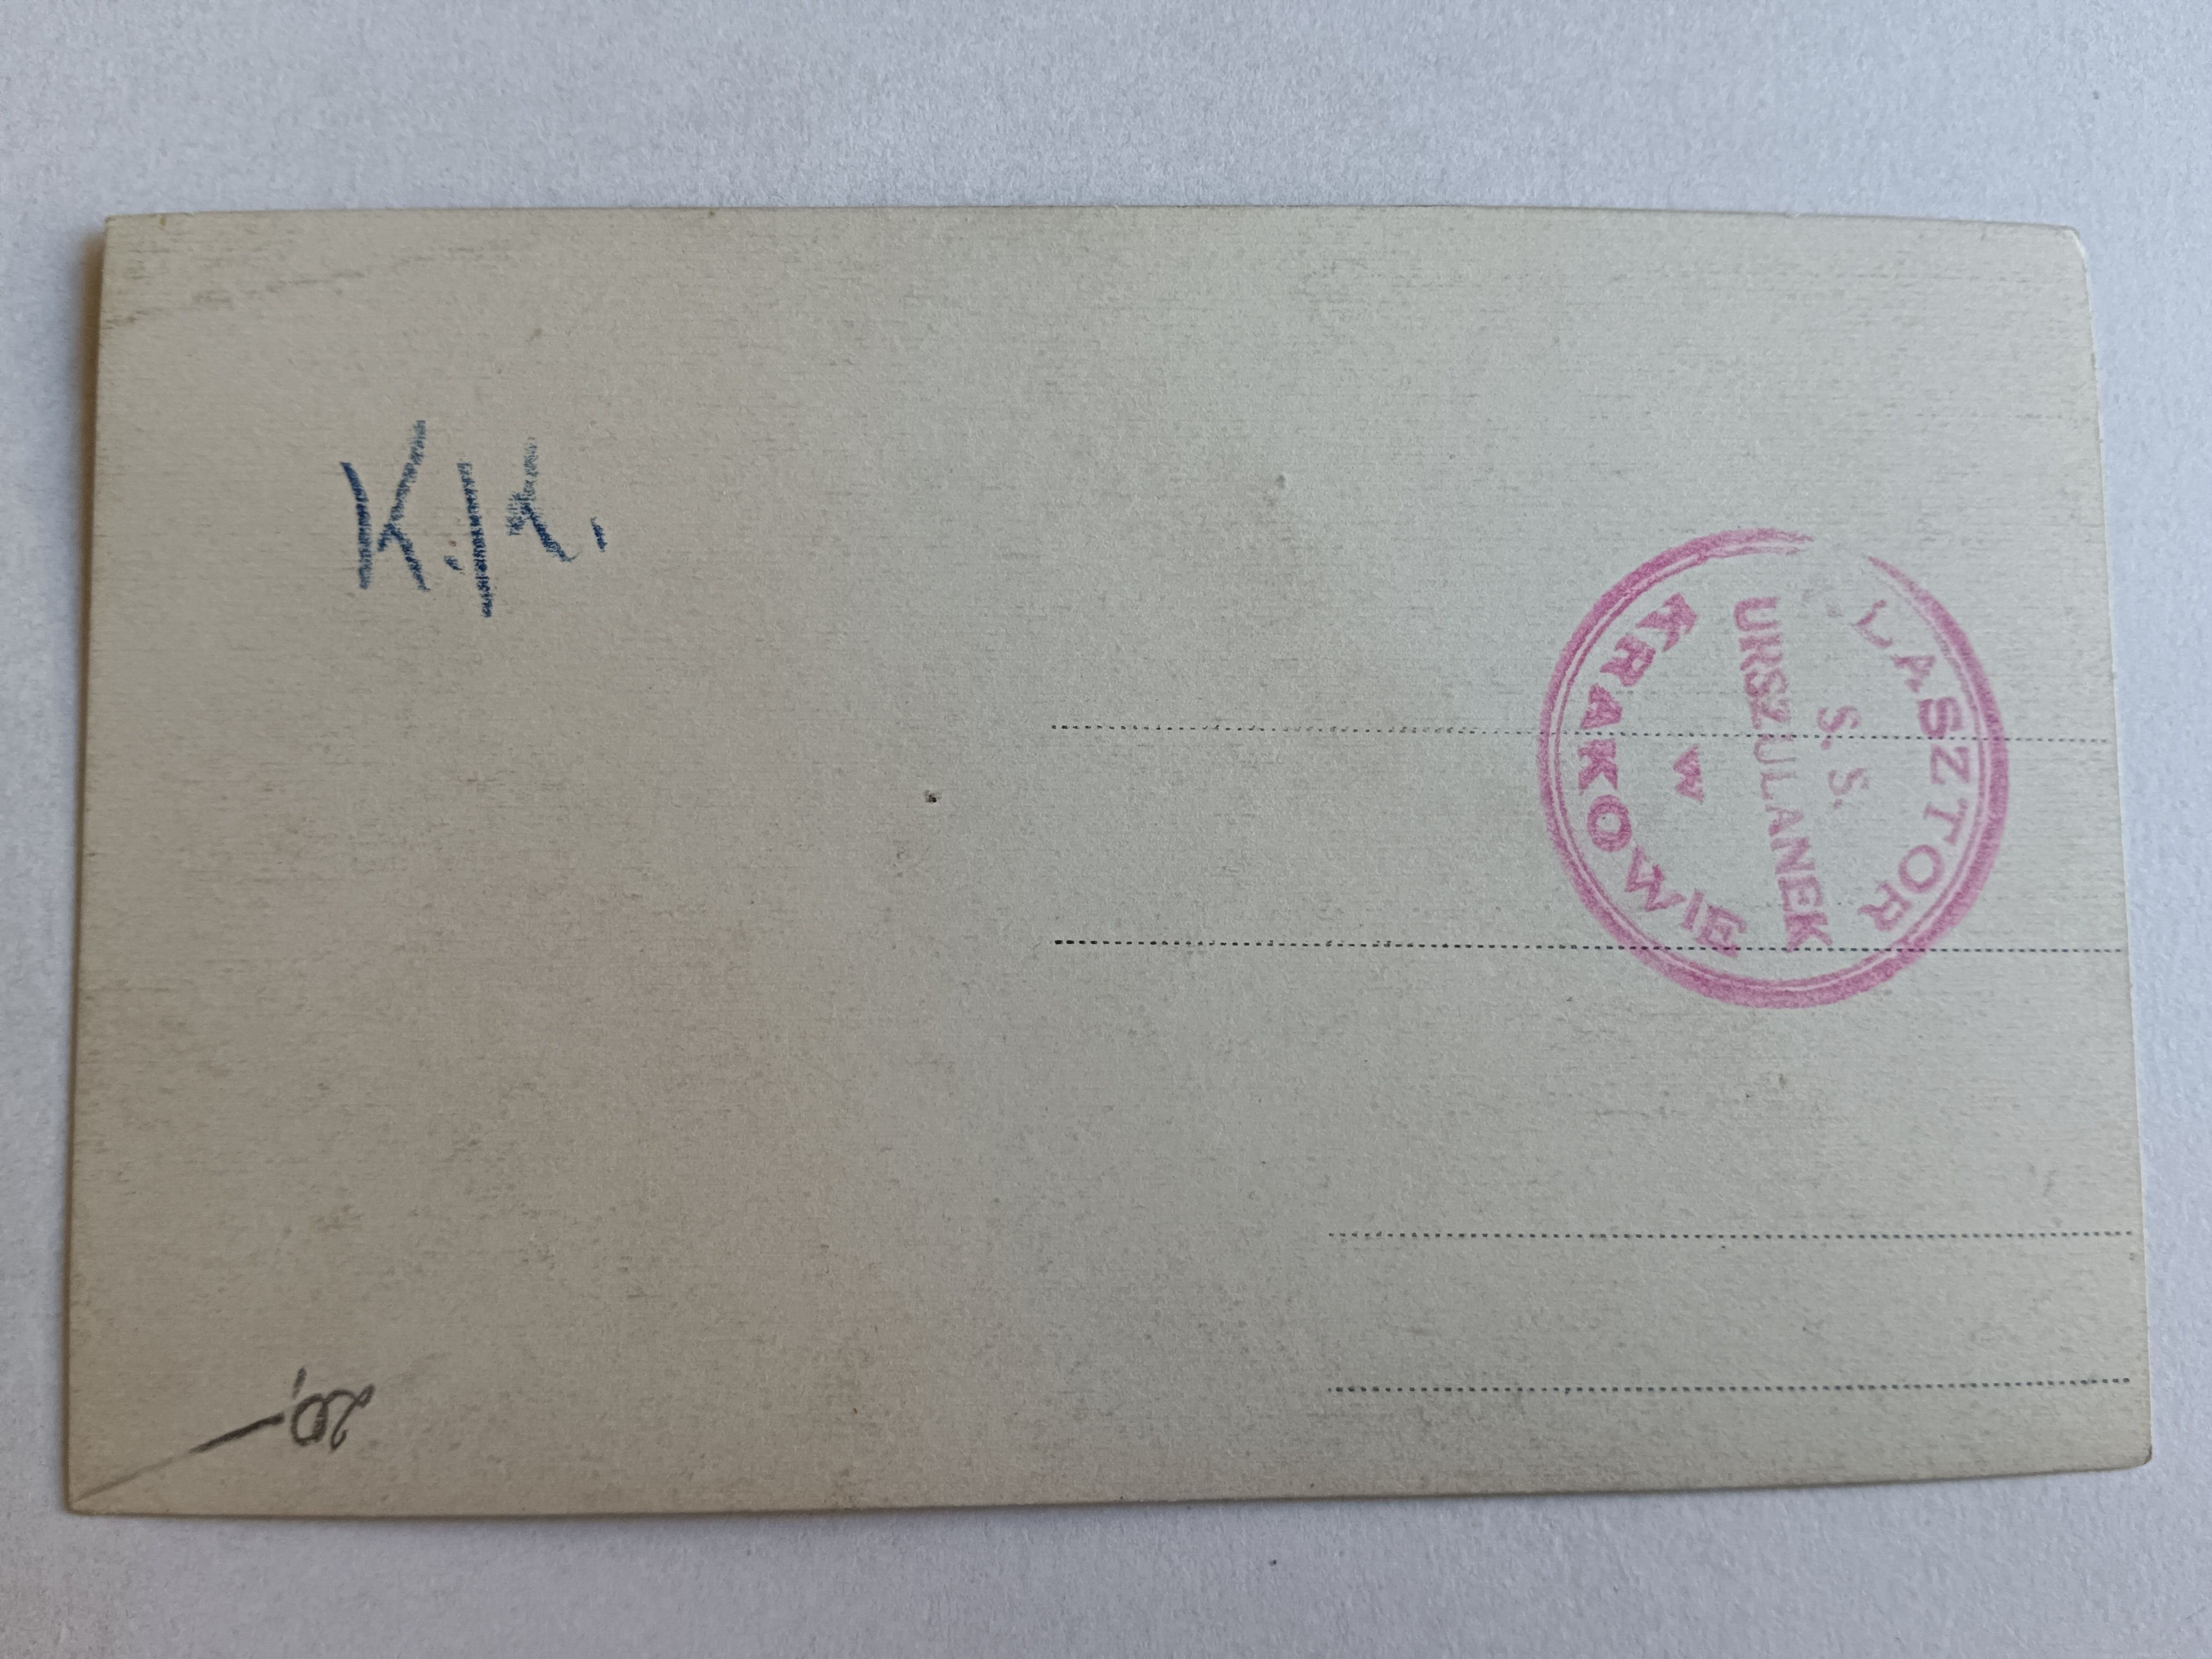 K.K.
KLASZTOR
S. S.
URSZULANEK
w
KRAKOWIE
20,-